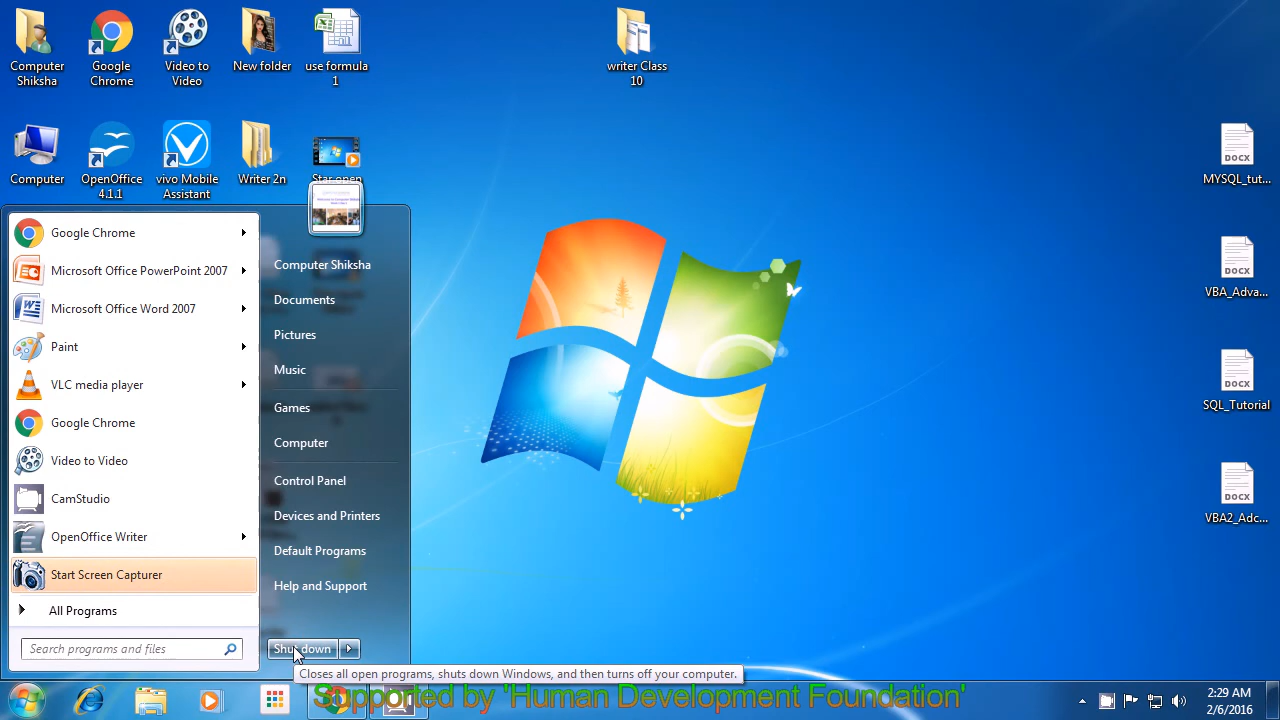 Computer
Shiksha
Google
Chrome
Video to
Video
New folder
use formula
1
writer Class
10
Computer
OpenOffice
4.1.1
vivo Mobile
Assistant
Writer 2n
DOCX
MYSQL_tut...
DOCX
VBA_Adva...
DOCX
SQL_Tutorial
DOCX
VBA2_Adc...
Google Chrome
Microsoft Office PowerPoint 2007
Microsoft Office Word 2007
Paint
VLC media player
Google Chrome
Video to Video
CamStudio
OpenOffice Writer
Start Screen Capturer
All Programs
Search programs and files
Computer Shiksha
Documents
Pictures
Music
Games
Computer
Control Panel
Devices and Printers
Default Programs
Help and Support
Shut down
Closes all open programs, shuts down Windows, and then turns off your computer.
Supported by 'Human Development Foundation'
2:29 AM
2/6/2016